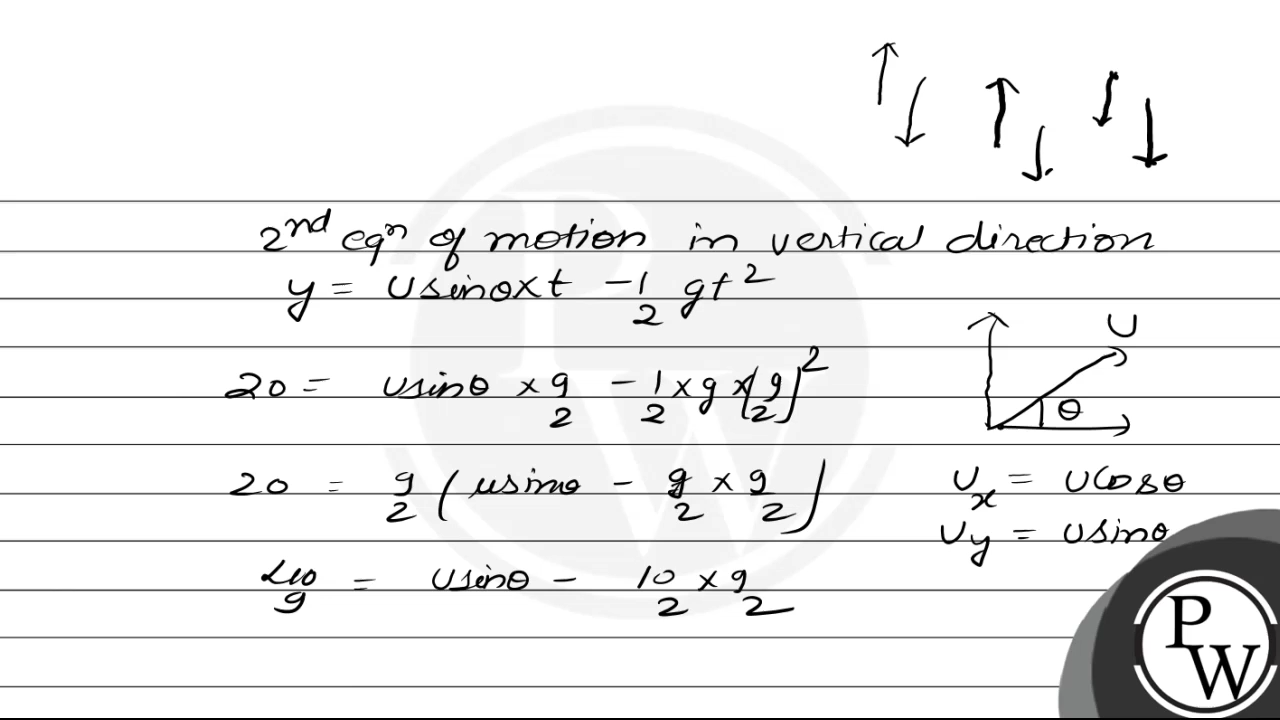 2nd eqn of motion in vertical direction
y = usinθxt - 1/2 gt²
20 = usinθ × 9/2 - 1/2 × g × (9/2)²
U
θ
20 = 9/2 ( usinθ - g/2 × 9/2 )
Ux = Ucosθ
Uy = Usinθ
40/9 = usinθ - 10/2 × 9/2
PW
PW